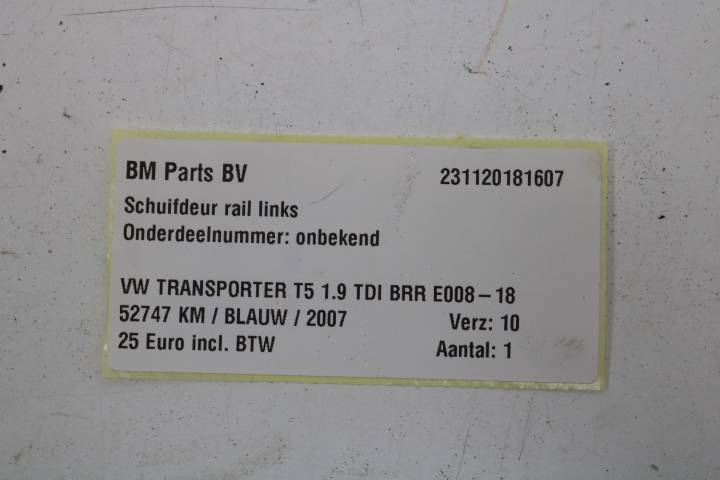 BM Parts BV 231120181607
Schuifdeur rail links
Onderdeelnummer: onbekend
VW TRANSPORTER T5 1.9 TDI BRR E008-18
52747 KM / BLAUW / 2007 Verz: 10
25 Euro incl. BTW Aantal: 1